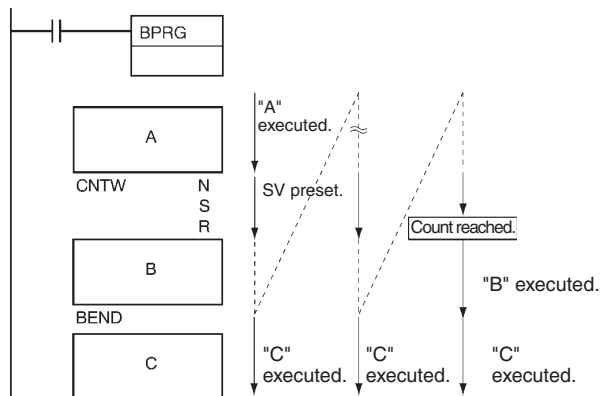 BPRG
A
CNTW N
S
R
B
BEND
C
"A"
executed.
SV preset.
Count reached.
"B" executed.
"C"
executed.
"C"
executed.
"C"
executed.